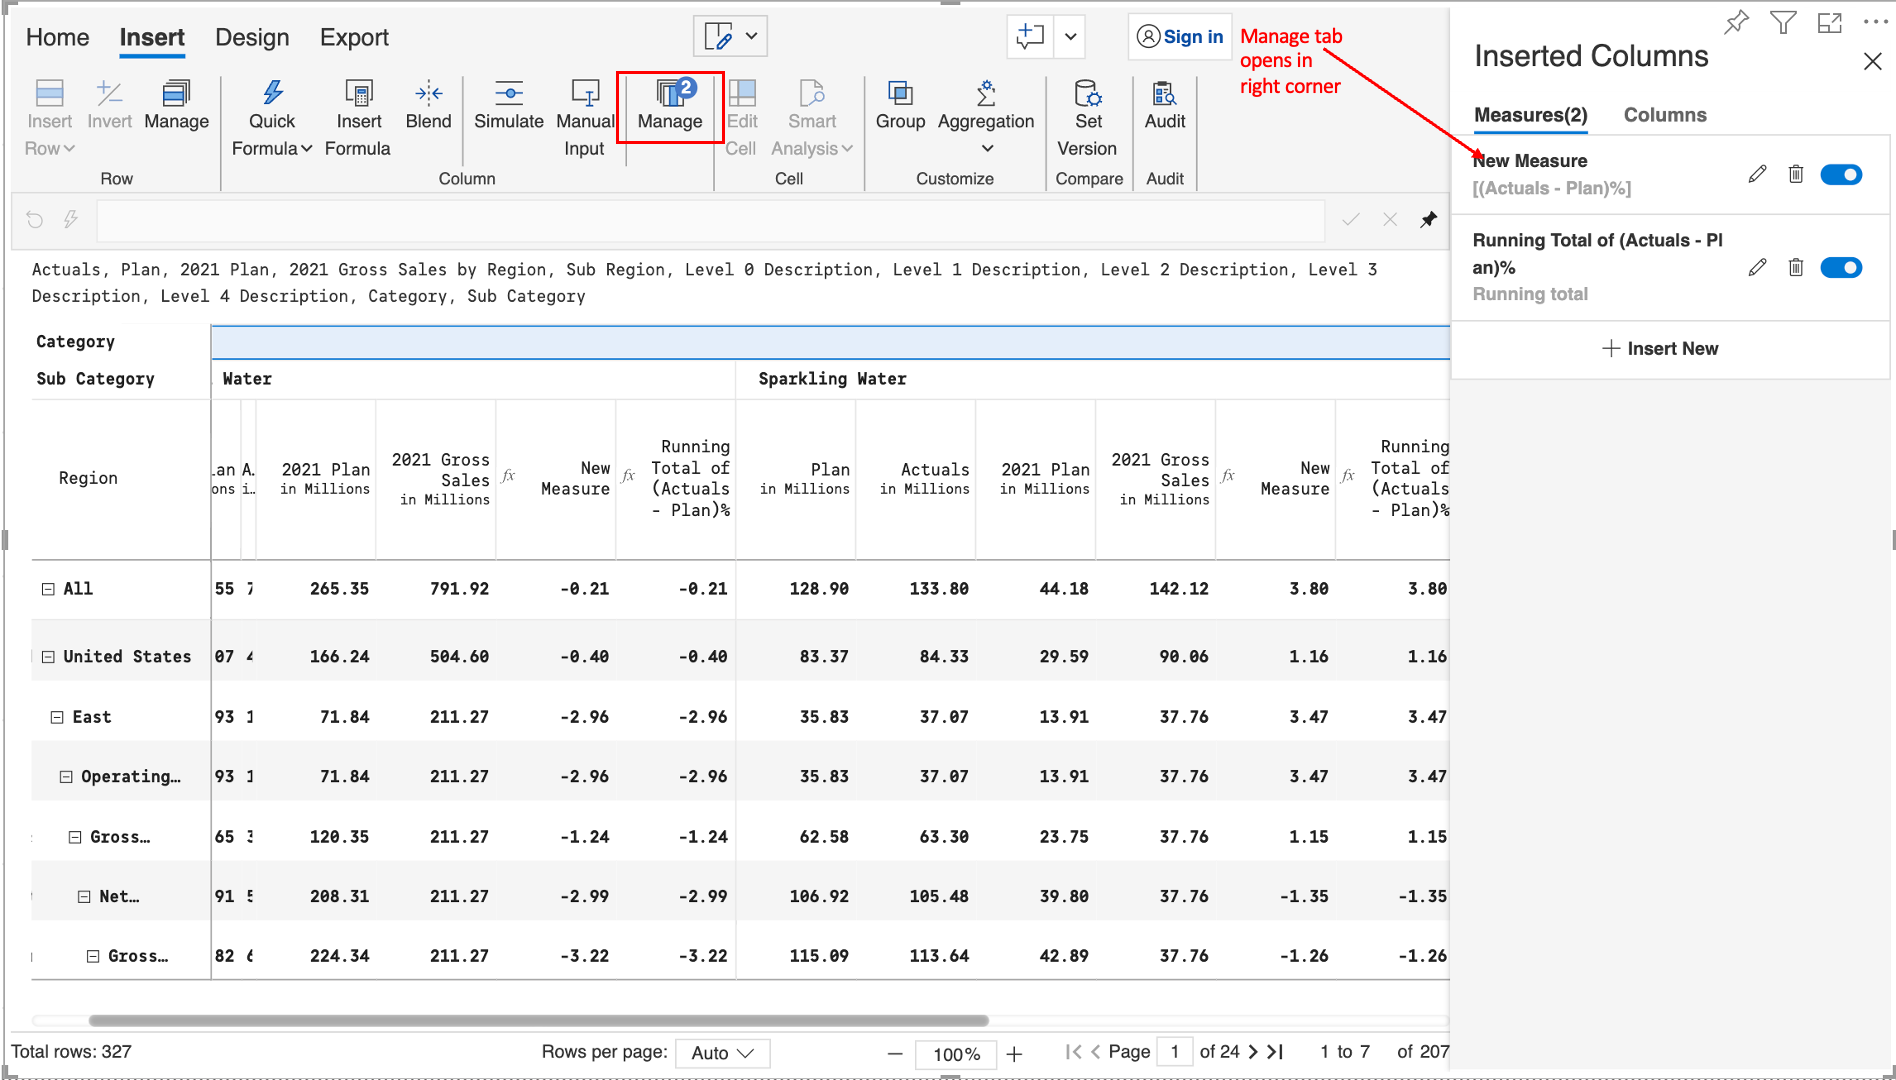 Home Insert Design Export
Sign in
Manage tab
opens in
right corner
Insert
Row
Invert
Manage
Row
Quick
Formula
Insert
Formula
Blend
Simulate
Manual
Input
2
Manage
Column
Edit
Cell
Smart
Analysis
Cell
Group
Aggregation
Customize
Set
Version
Compare
Audit
Audit
Actuals, Plan, 2021 Plan, 2021 Gross Sales by Region, Sub Region, Level 0 Description, Level 1 Description, Level 2 Description, Level 3
Description, Level 4 Description, Category, Sub Category
Category
Sub Category Water Sparkling Water
Region
2021 Plan
in Millions
2021 Gross
Sales
in Millions
fx New
Measure
fx Running
Total of
(Actuals
- Plan)%
Plan
in Millions
Actuals
in Millions
2021 Plan
in Millions
2021 Gross
Sales
in Millions
fx New
Measure
fx Running
Total of
(Actuals
- Plan)%
All 55 7 265.35 791.92 -0.21 -0.21 128.90 133.80 44.18 142.12 3.80 3.80
United States 07 4 166.24 504.60 -0.40 -0.40 83.37 84.33 29.59 90.06 1.16 1.16
East 93 1 71.84 211.27 -2.96 -2.96 35.83 37.07 13.91 37.76 3.47 3.47
Operating… 93 1 71.84 211.27 -2.96 -2.96 35.83 37.07 13.91 37.76 3.47 3.47
Gross… 65 3 120.35 211.27 -1.24 -1.24 62.58 63.30 23.75 37.76 1.15 1.15
Net… 91 5 208.31 211.27 -2.99 -2.99 106.92 105.48 39.80 37.76 -1.35 -1.35
Gross… 82 6 224.34 211.27 -3.22 -3.22 115.09 113.64 42.89 37.76 -1.26 -1.26
Total rows: 327 Rows per page: Auto 100% Page 1 of 24 1 to 7 of 207
Inserted Columns
Measures(2) Columns
New Measure
[(Actuals - Plan)%]
Running Total of (Actuals - Pl
an)%
Running total
Insert New